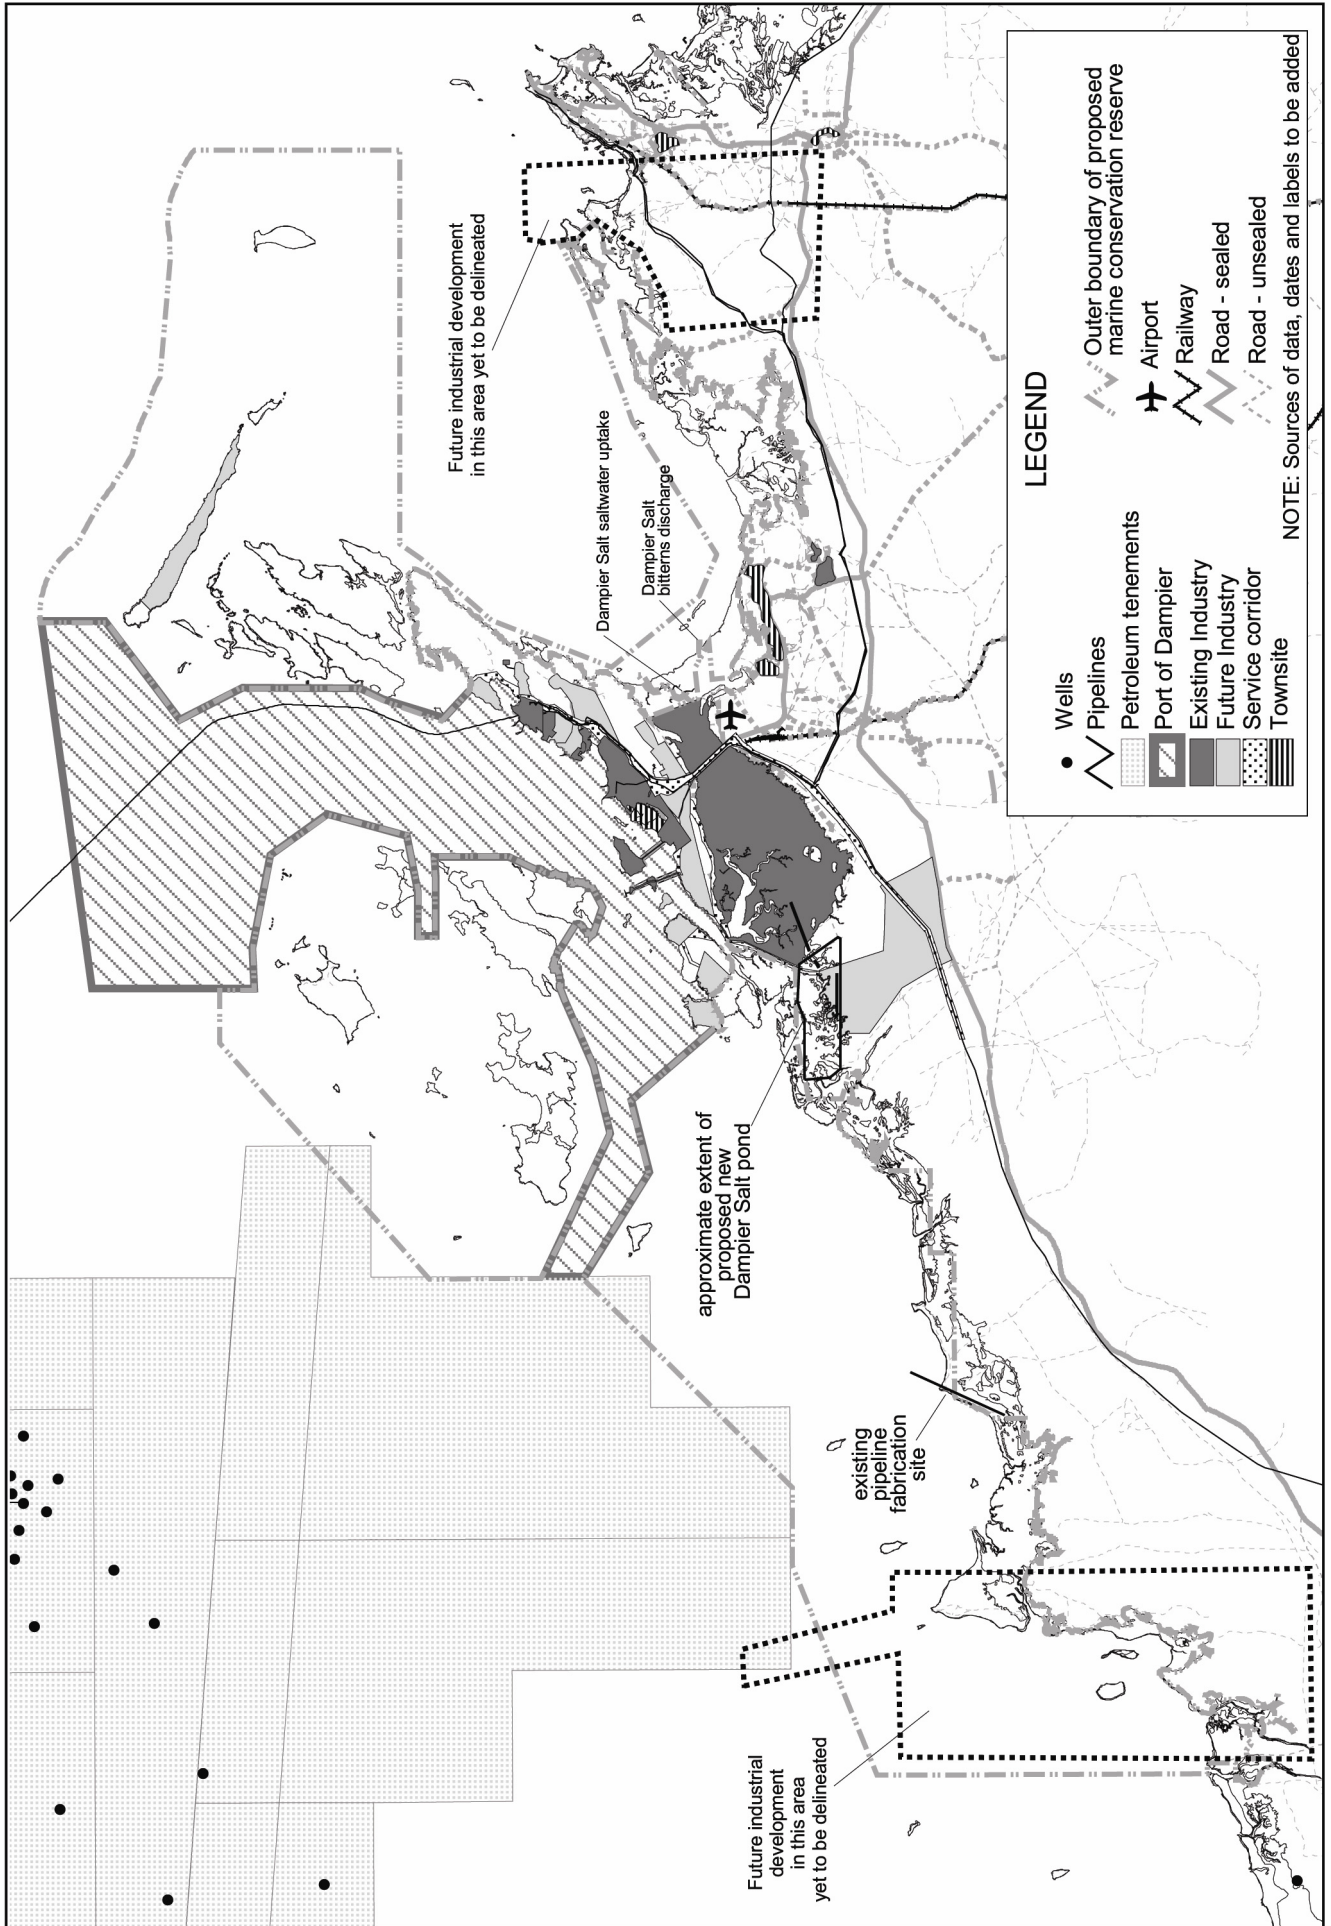 Future industrial development
in this area yet to be delineated
Dampier Salt saltwater uptake
Dampier Salt
bitterns discharge
approximate extent of
proposed new
Dampier Salt pond
existing
pipeline
fabrication
site
Future industrial
development
in this area
yet to be delineated
LEGEND
Wells
Pipelines
Petroleum tenements
Port of Dampier
Existing Industry
Future Industry
Service corridor
Townsite
Outer boundary of proposed
marine conservation reserve
Airport
Railway
Road - sealed
Road - unsealed
NOTE: Sources of data, dates and labels to be added